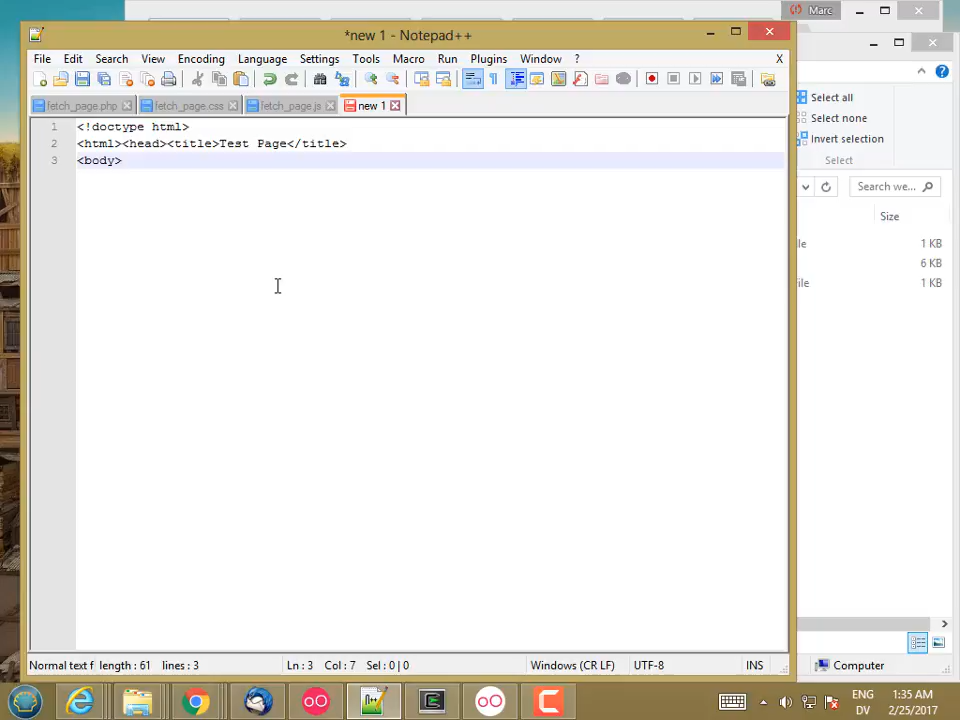 Marc
*new 1 - Notepad++
File Edit Search View Encoding Language Settings Tools Macro Run Plugins Window ? X
fetch_page.php fetch_page.css fetch_page.js new 1
1 <!doctype html>
2 <html><head><title>Test Page</title>
3 <body>
Select all
Select none
Invert selection
Select
Search we...
Size
le 1 KB
6 KB
file 1 KB
Normal text f length : 61 lines : 3 Ln : 3 Col : 7 Sel : 0 | 0 Windows (CR LF) UTF-8 INS
Computer
ENG
DV
1:35 AM
2/25/2017